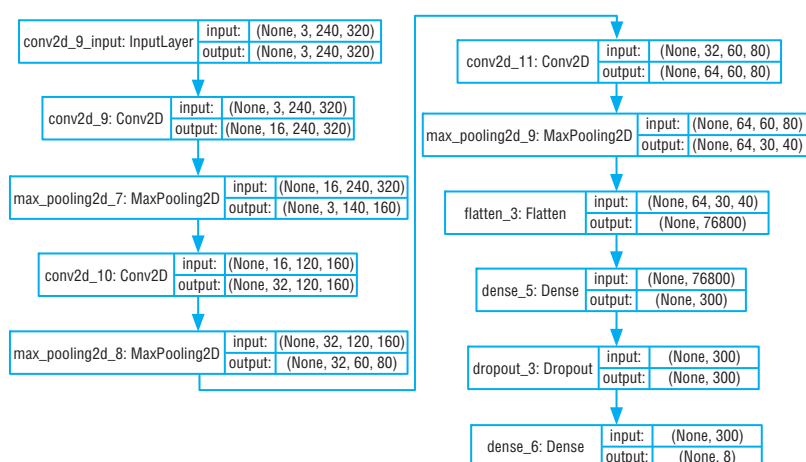 conv2d_9_input: InputLayer
input: (None, 3, 240, 320)
output: (None, 3, 240, 320)
conv2d_9: Conv2D
input: (None, 3, 240, 320)
output: (None, 16, 240, 320)
max_pooling2d_7: MaxPooling2D
input: (None, 16, 240, 320)
output: (None, 3, 140, 160)
conv2d_10: Conv2D
input: (None, 16, 120, 160)
output: (None, 32, 120, 160)
max_pooling2d_8: MaxPooling2D
input: (None, 32, 120, 160)
output: (None, 32, 60, 80)
conv2d_11: Conv2D
input: (None, 32, 60, 80)
output: (None, 64, 60, 80)
max_pooling2d_9: MaxPooling2D
input: (None, 64, 60, 80)
output: (None, 64, 30, 40)
flatten_3: Flatten
input: (None, 64, 30, 40)
output: (None, 76800)
dense_5: Dense
input: (None, 76800)
output: (None, 300)
dropout_3: Dropout
input: (None, 300)
output: (None, 300)
dense_6: Dense
input: (None, 300)
output: (None, 8)